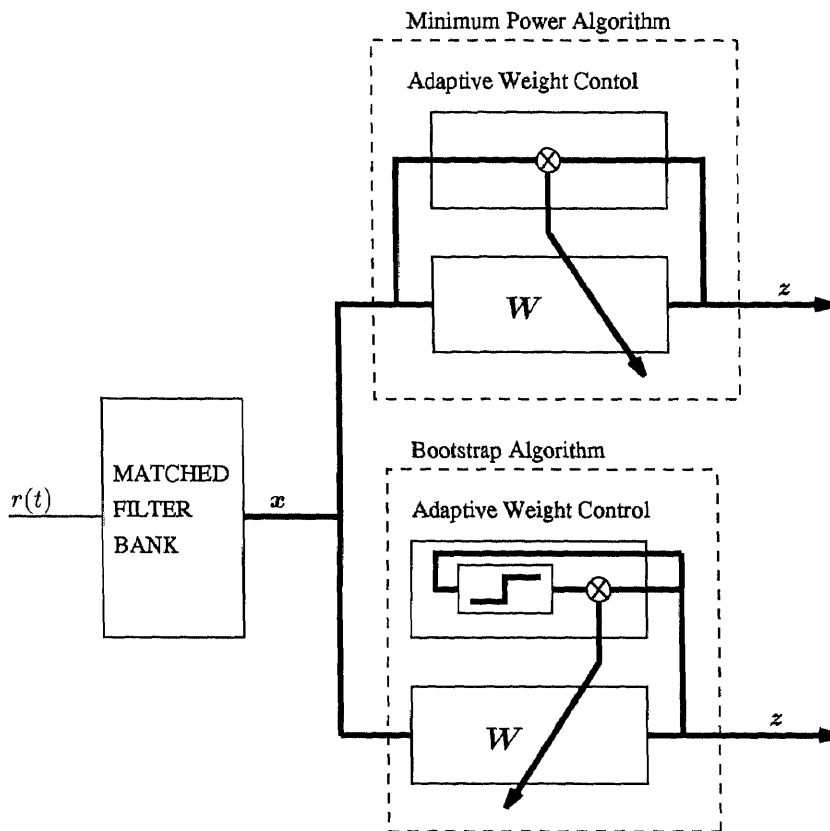 Minimum Power Algorithm
Adaptive Weight Contol
W
z
r(t)
MATCHED
FILTER
BANK
x
Bootstrap Algorithm
Adaptive Weight Control
W
z